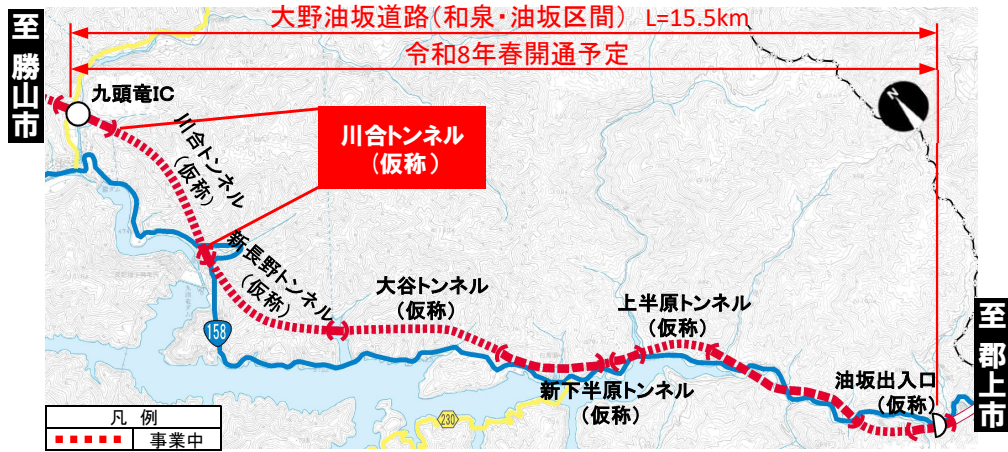 大野油坂道路(和泉・油坂区間) L=15.5km
令和8年春開通予定
至 勝山市
九頭竜IC
川合トンネル
(仮称)
川合トンネル
(仮称)
新長野トンネル
(仮称)
大谷トンネル
(仮称)
上半原トンネル
(仮称)
158
新下半原トンネル
(仮称)
油坂出入口
(仮称)
至 郡上市
230
凡 例
事業中
N